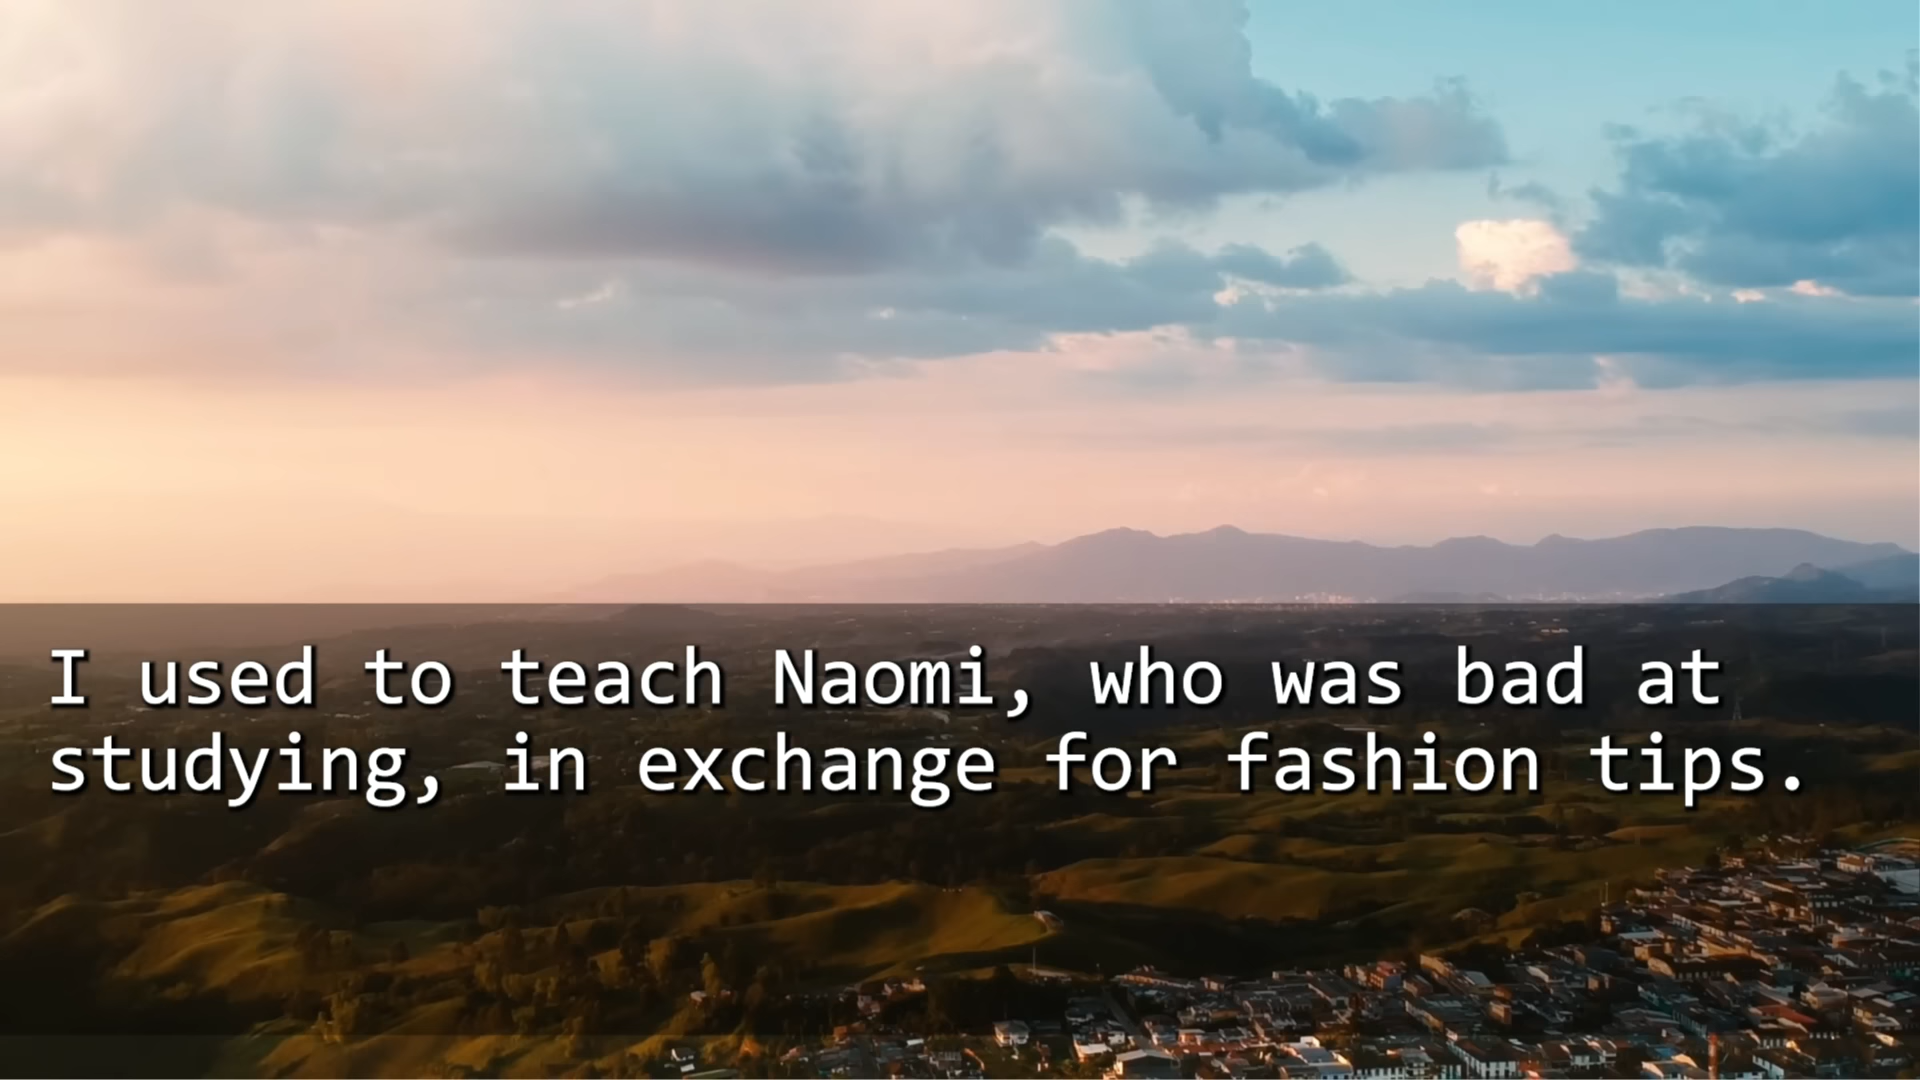 I used to teach Naomi, who was bad at
studying, in exchange for fashion tips.